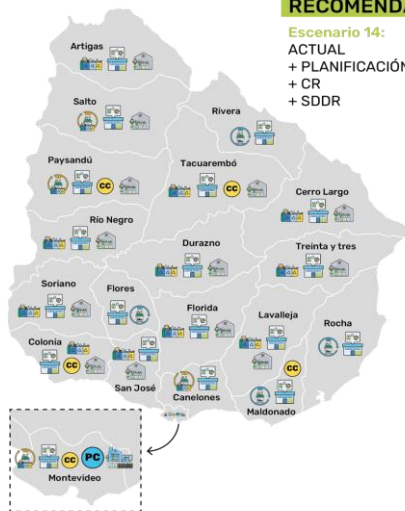 RECOMENDA
Escenario 14:
ACTUAL
+ PLANIFICACIÓN
+ CR
+ SDDR
Artigas
Salto
Rivera
Paysandú
CC
Tacuarembó
CC
Cerro Largo
Río Negro
Durazno
Treinta y tres
Soriano
Flores
Florida
Lavalleja
Rocha
Colonia
CC
San José
Canelones
CC
Maldonado
CC
PC
Montevideo